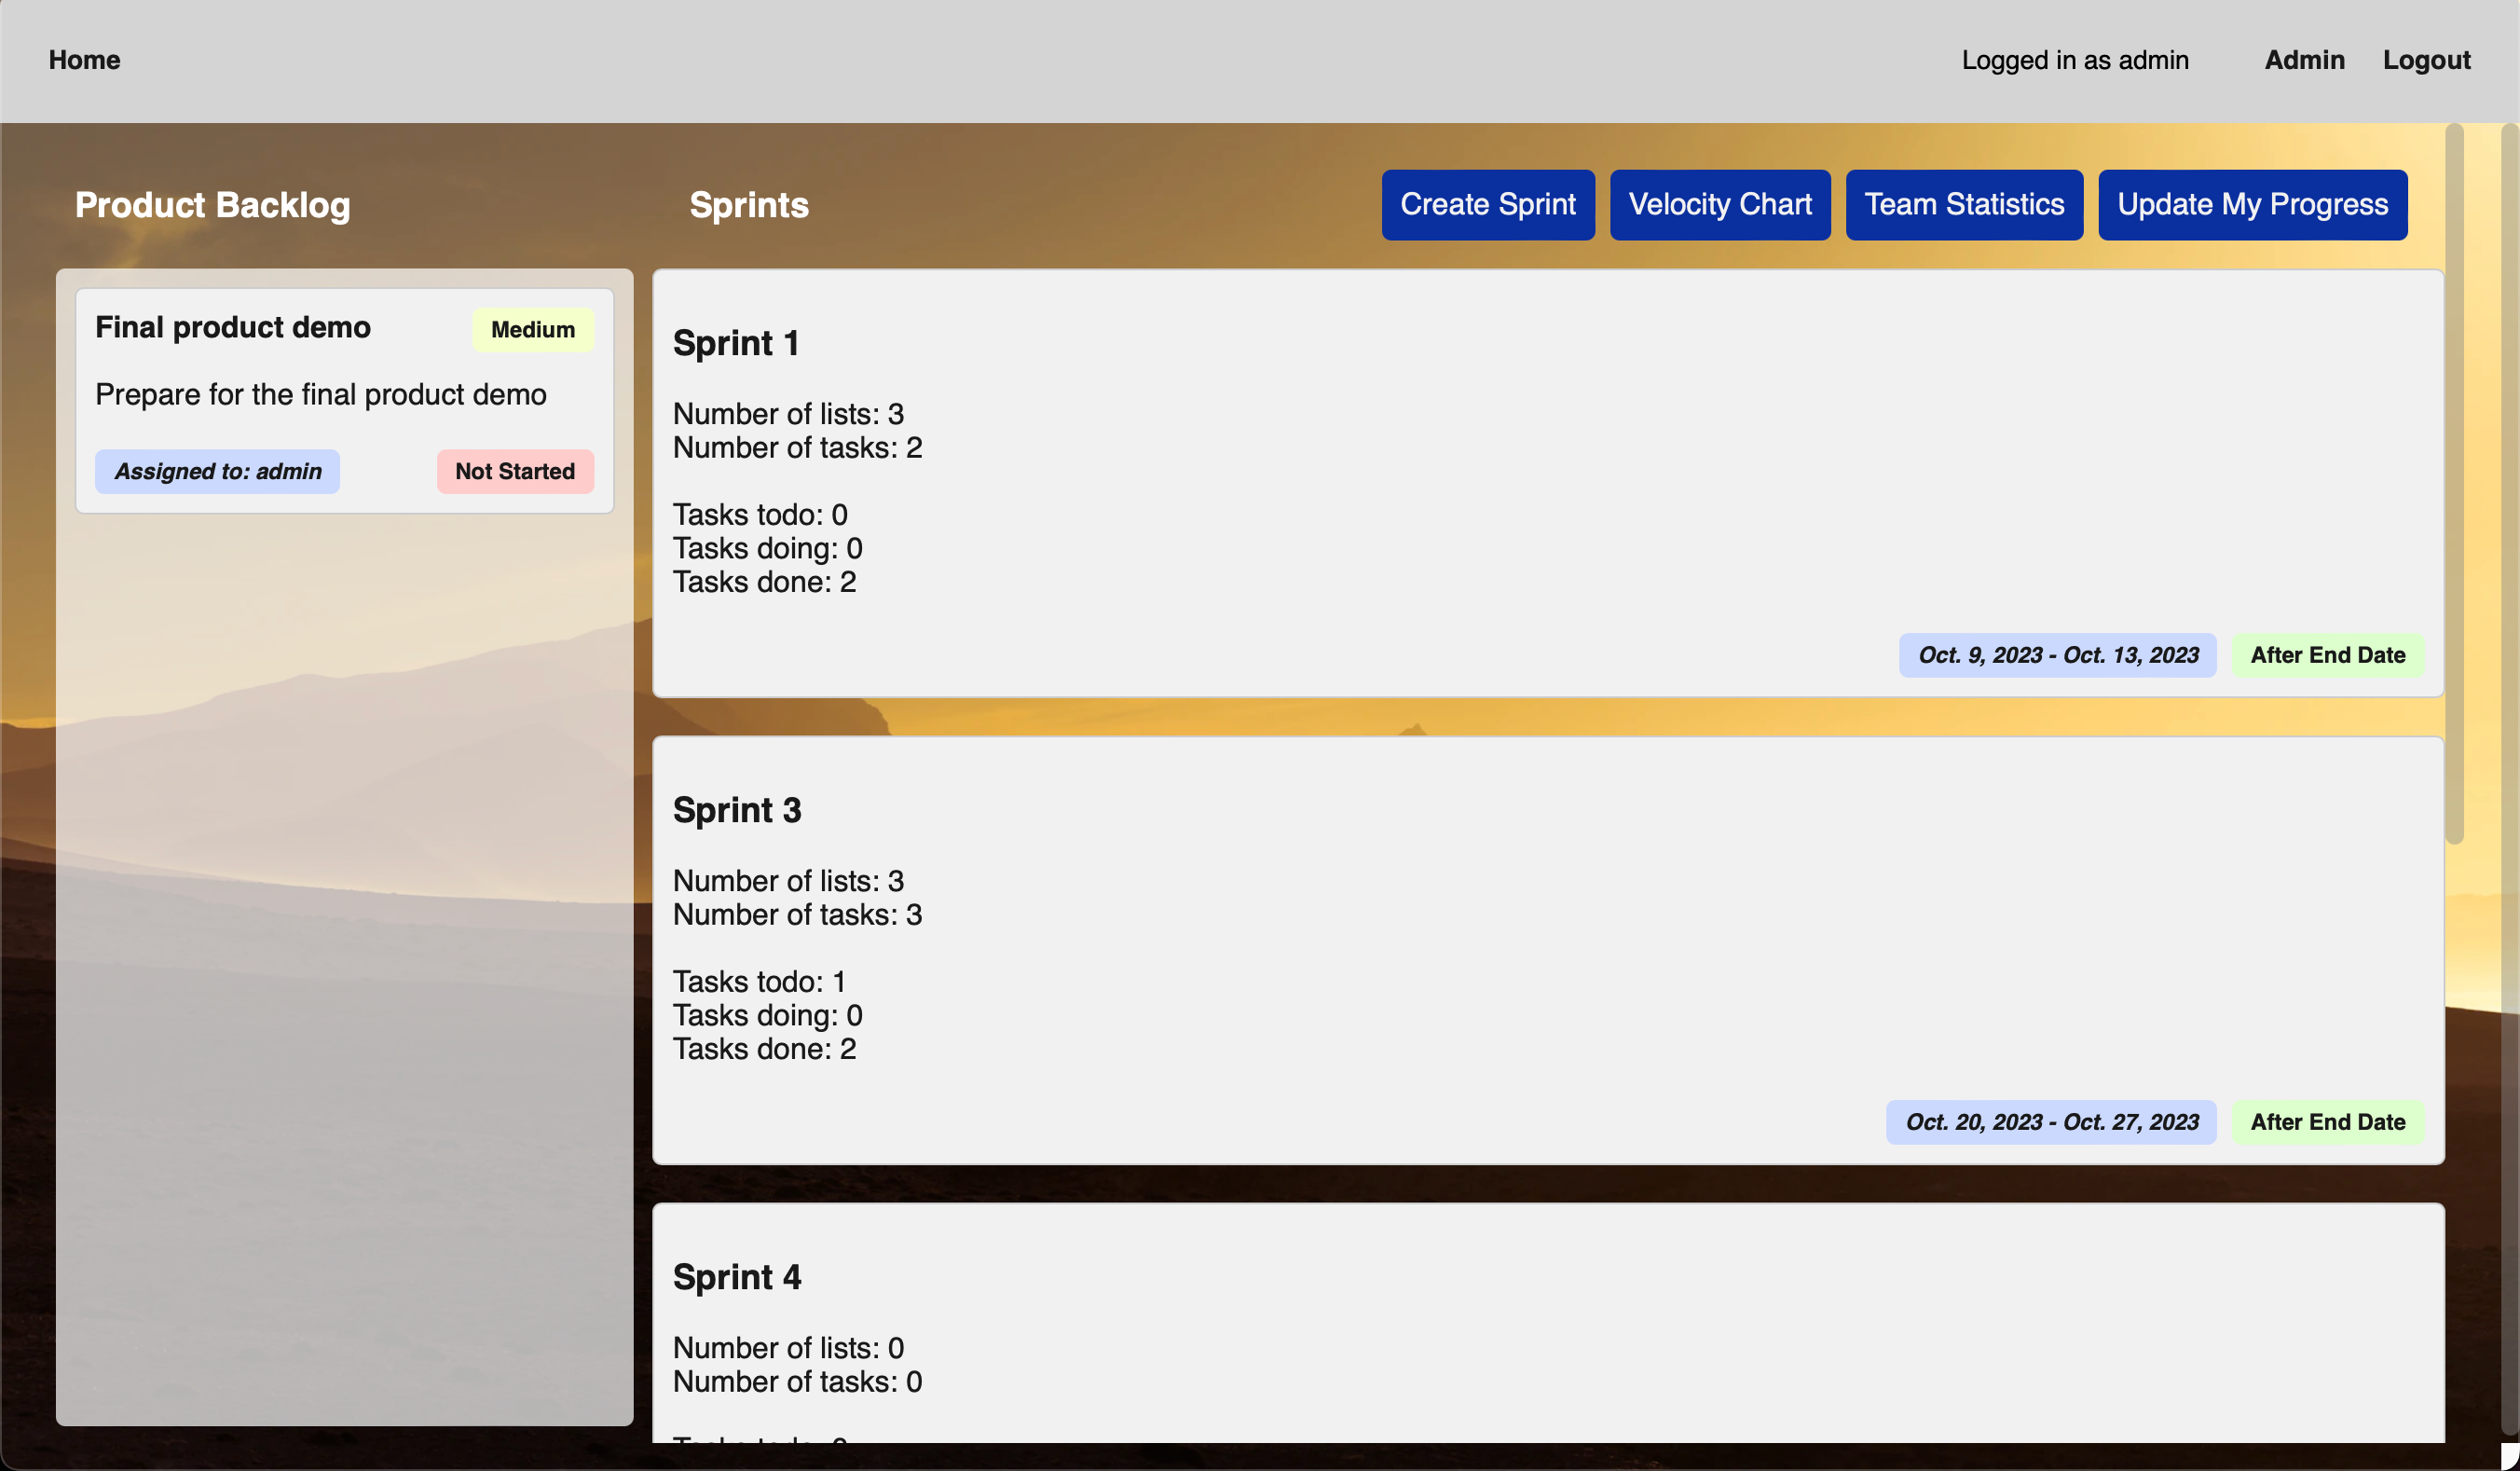 Home
Logged in as admin
Admin
Logout
Product Backlog
Sprints
Create Sprint
Velocity Chart
Team Statistics
Update My Progress
Final product demo
Medium
Prepare for the final product demo
Assigned to: admin
Not Started
Sprint 1
Number of lists: 3
Number of tasks: 2
Tasks todo: 0
Tasks doing: 0
Tasks done: 2
Oct. 9, 2023 - Oct. 13, 2023
After End Date
Sprint 3
Number of lists: 3
Number of tasks: 3
Tasks todo: 1
Tasks doing: 0
Tasks done: 2
Oct. 20, 2023 - Oct. 27, 2023
After End Date
Sprint 4
Number of lists: 0
Number of tasks: 0